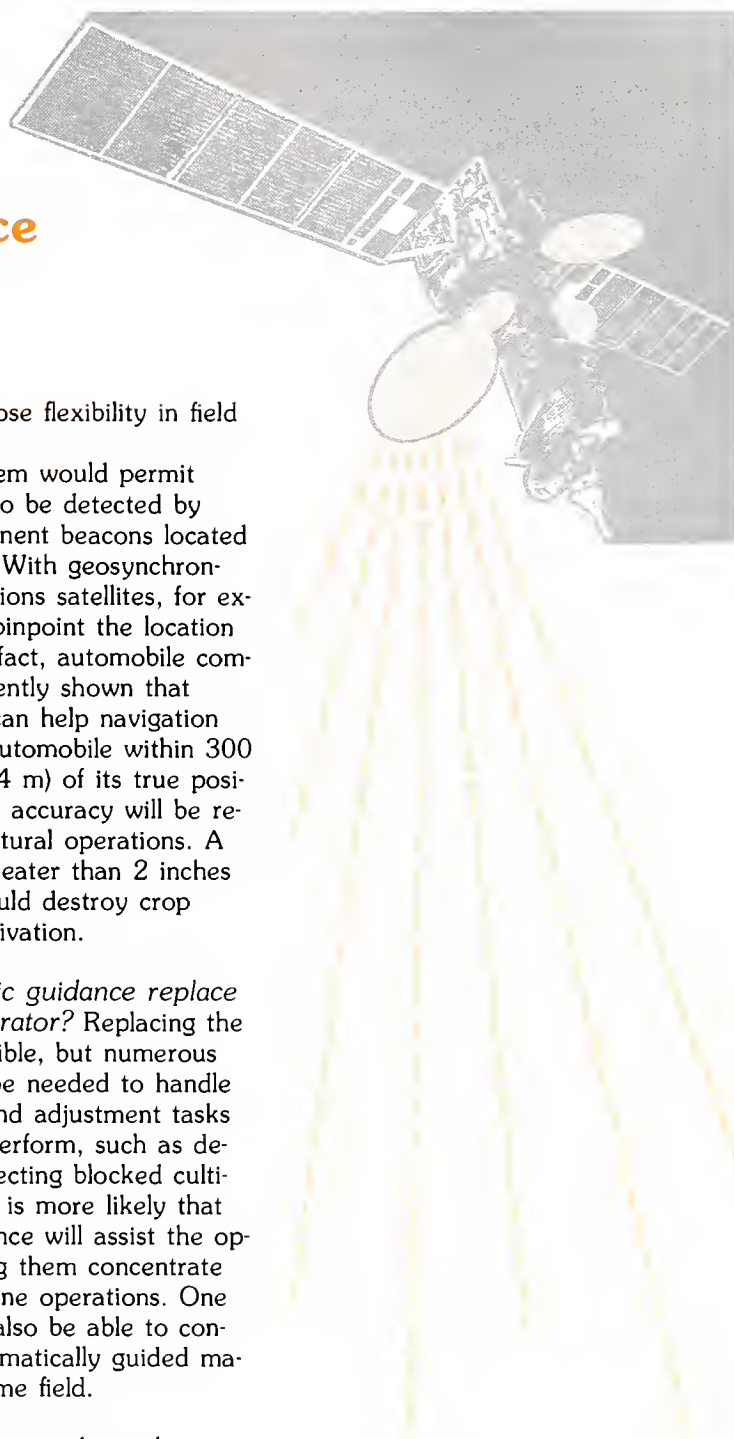 ce
ose flexibility in field
em would permit
o be detected by
nent beacons located
With geosynchron-
ions satellites, for ex-
oinpoint the location
fact, automobile com-
ently shown that
can help navigation
utomobile within 300
4 m) of its true posi-
accuracy will be re-
tural operations. A
eater than 2 inches
uld destroy crop
ivation.
ic guidance replace
rator? Replacing the
ible, but numerous
be needed to handle
nd adjustment tasks
erform, such as de-
ecting blocked culti-
is more likely that
nce will assist the op-
g them concentrate
ine operations. One
also be able to con-
matically guided ma-
me field.